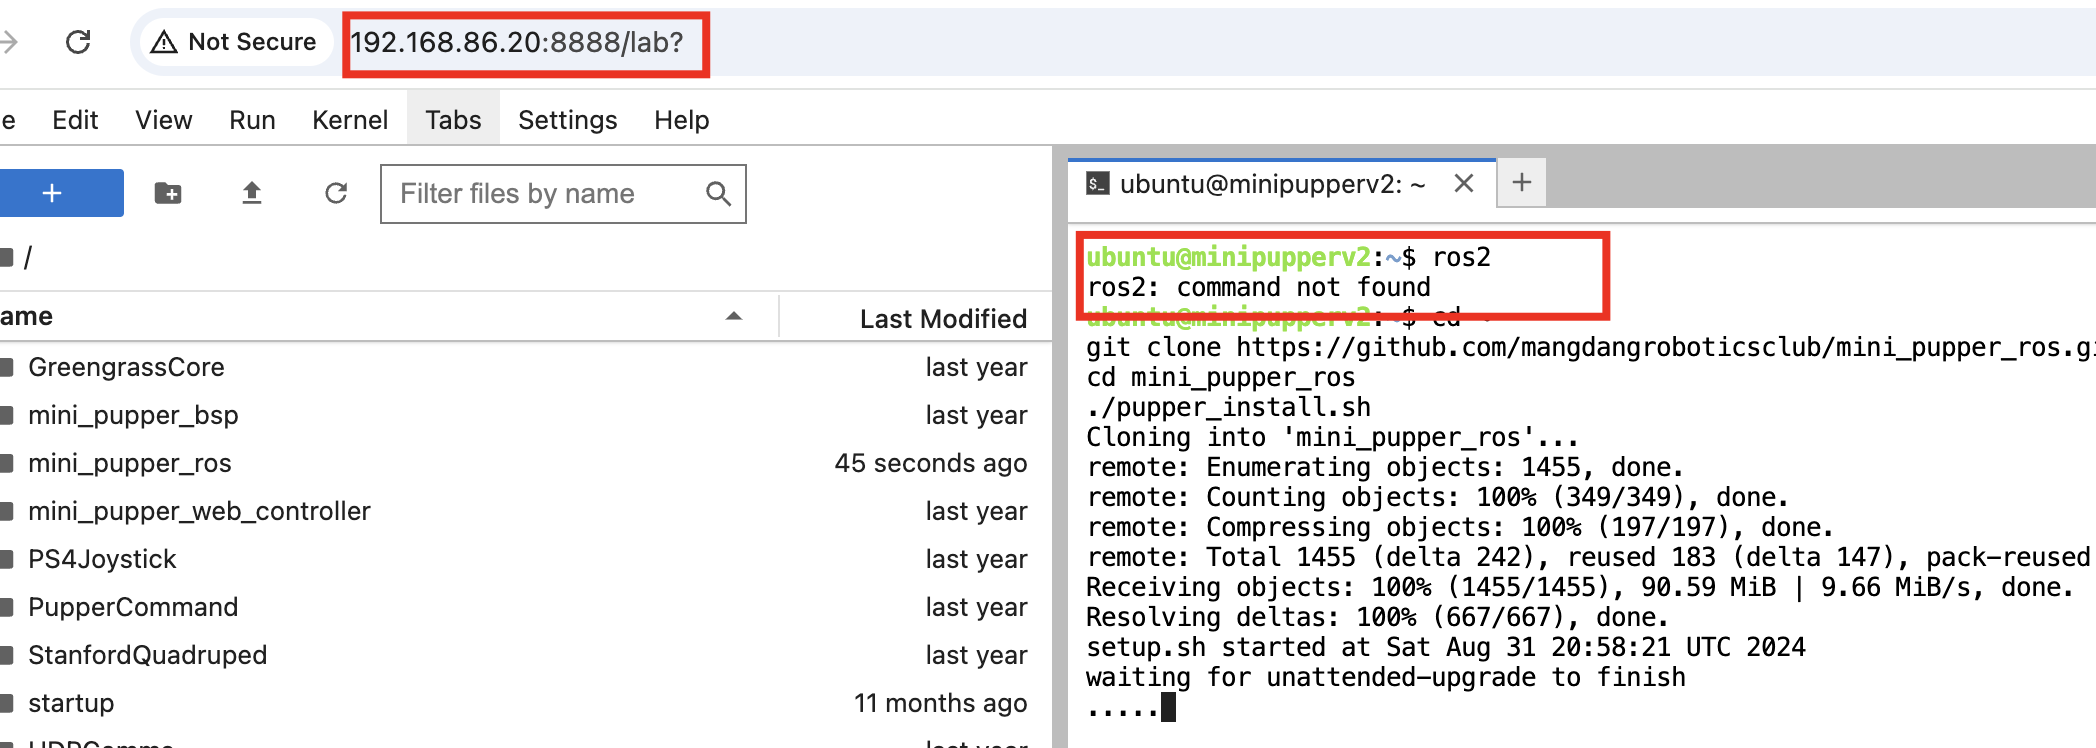 Not Secure 192.168.86.20:8888/lab?
e Edit View Run Kernel Tabs Settings Help
+
Filter files by name
/
ame Last Modified
GreengrassCore last year
mini_pupper_bsp last year
mini_pupper_ros 45 seconds ago
mini_pupper_web_controller last year
PS4Joystick last year
PupperCommand last year
StanfordQuadruped last year
startup 11 months ago
last year
$_ ubuntu@minipupperv2: ~ +
ubuntu@minipupperv2:~$ ros2
ros2: command not found
ubuntu@minipupperv2:~$ cd ~
git clone https://github.com/mangdangroboticsclub/mini_pupper_ros.gi
cd mini_pupper_ros
./pupper_install.sh
Cloning into 'mini_pupper_ros'...
remote: Enumerating objects: 1455, done.
remote: Counting objects: 100% (349/349), done.
remote: Compressing objects: 100% (197/197), done.
remote: Total 1455 (delta 242), reused 183 (delta 147), pack-reused
Receiving objects: 100% (1455/1455), 90.59 MiB | 9.66 MiB/s, done.
Resolving deltas: 100% (667/667), done.
setup.sh started at Sat Aug 31 20:58:21 UTC 2024
waiting for unattended-upgrade to finish
.....